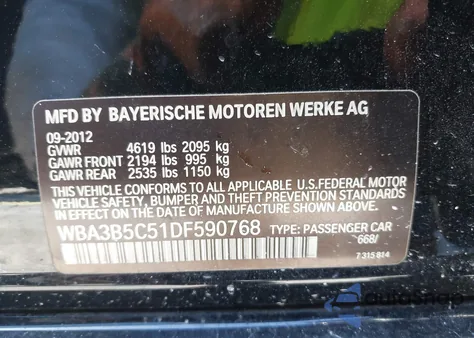 MFD BY BAYERISCHE MOTOREN WERKE AG
09-2012
GVWR 4619 lbs 2095 kg
GAWR FRONT 2194 lbs 995 kg
GAWR REAR 2535 lbs 1150 kg
THIS VEHICLE CONFORMS TO ALL APPLICABLE U.S. FEDERAL MOTOR
VEHICLE SAFETY, BUMPER AND THEFT PREVENTION STANDARDS
IN EFFECT ON THE DATE OF MANUFACTURE SHOWN ABOVE.
WBA3B5C51DF590768 TYPE: PASSENGER CAR
668/
7 315 814